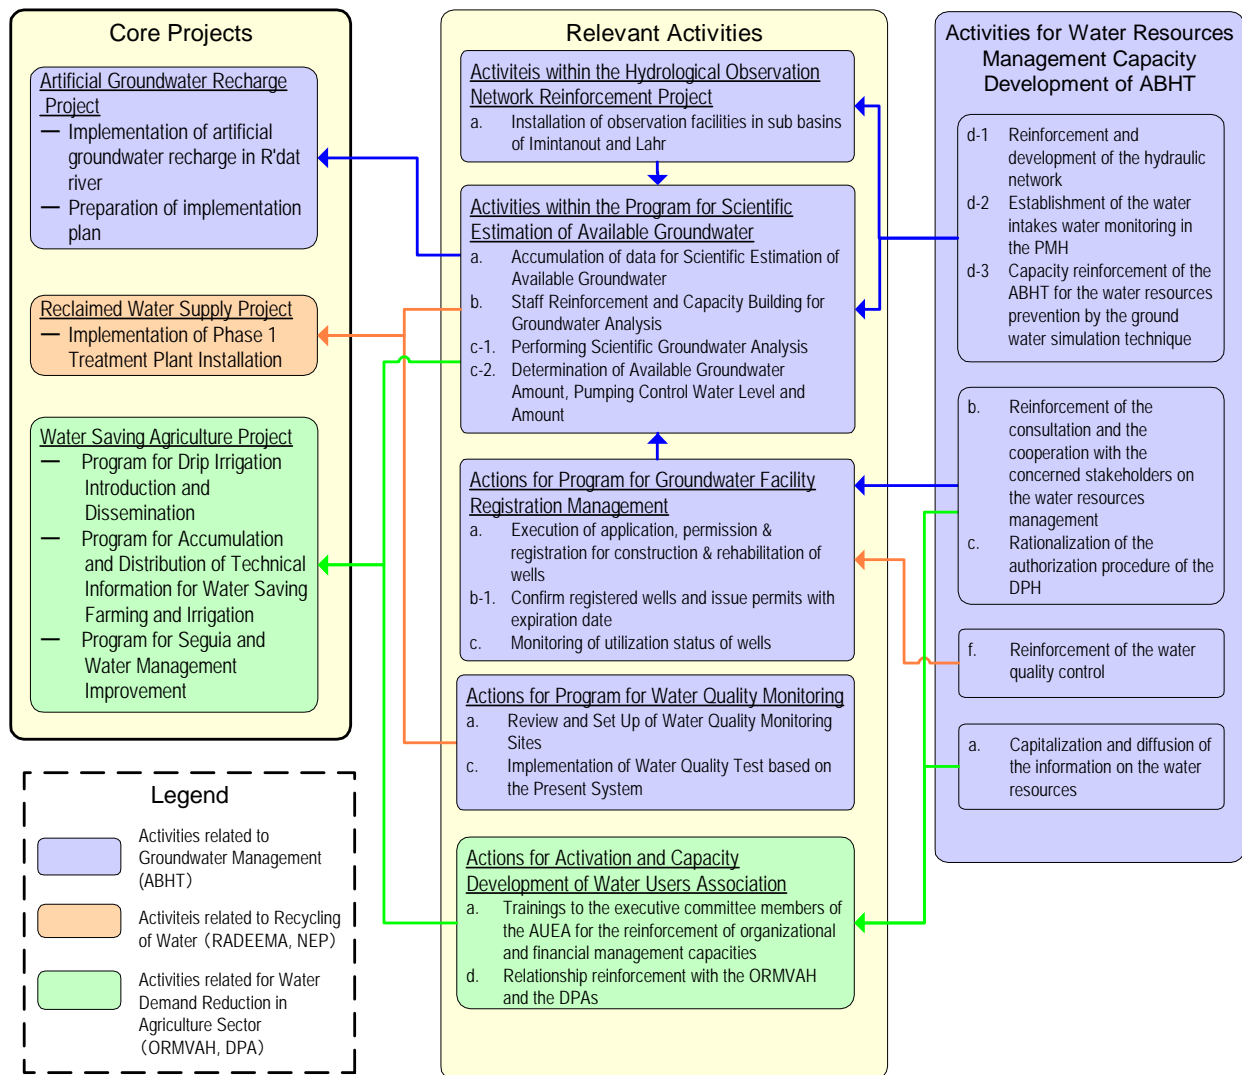 Core Projects
Artificial Groundwater Recharge
Project
— Implementation of artificial
groundwater recharge in R'dat
river
— Preparation of implementation
plan
Reclaimed Water Supply Project
— Implementation of Phase 1
Treatment Plant Installation
Water Saving Agriculture Project
— Program for Drip Irrigation
Introduction and
Dissemination
— Program for Accumulation
and Distribution of Technical
Information for Water Saving
Farming and Irrigation
— Program for Seguia and
Water Management
Improvement
Legend
Activities related to
Groundwater Management
(ABHT)
Activiteis related to Recycling
of Water (RADEEMA, NEP)
Activities related for Water
Demand Reduction in
Agriculture Sector
(ORMVAH, DPA)
Relevant Activities
Activiteis within the Hydrological Observation
Network Reinforcement Project
a. Installation of observation facilities in sub basins
of Imintanout and Lahr
Activities within the Program for Scientific
Estimation of Available Groundwater
a. Accumulation of data for Scientific Estimation of
Available Groundwater
b. Staff Reinforcement and Capacity Building for
Groundwater Analysis
c-1. Performing Scientific Groundwater Analysis
c-2. Determination of Available Groundwater
Amount, Pumping Control Water Level and
Amount
Actions for Program for Groundwater Facility
Registration Management
a. Execution of application, permission &
registration for construction & rehabilitation of
wells
b-1. Confirm registered wells and issue permits with
expiration date
c. Monitoring of utilization status of wells
Actions for Program for Water Quality Monitoring
a. Review and Set Up of Water Quality Monitoring
Sites
c. Implementation of Water Quality Test based on
the Present System
Actions for Activation and Capacity
Development of Water Users Association
a. Trainings to the executive committee members of
the AUEA for the reinforcement of organizational
and financial management capacities
d. Relationship reinforcement with the ORMVAH
and the DPAs
Activities for Water Resources
Management Capacity
Development of ABHT
d-1 Reinforcement and
development of the hydraulic
network
d-2 Establishment of the water
intakes water monitoring in
the PMH
d-3 Capacity reinforcement of the
ABHT for the water resources
prevention by the ground
water simulation technique
b. Reinforcement of the
consultation and the
cooperation with the
concerned stakeholders on
the water resources
management
c. Rationalization of the
authorization procedure of the
DPH
f. Reinforcement of the water
quality control
a. Capitalization and diffusion of
the information on the water
resources